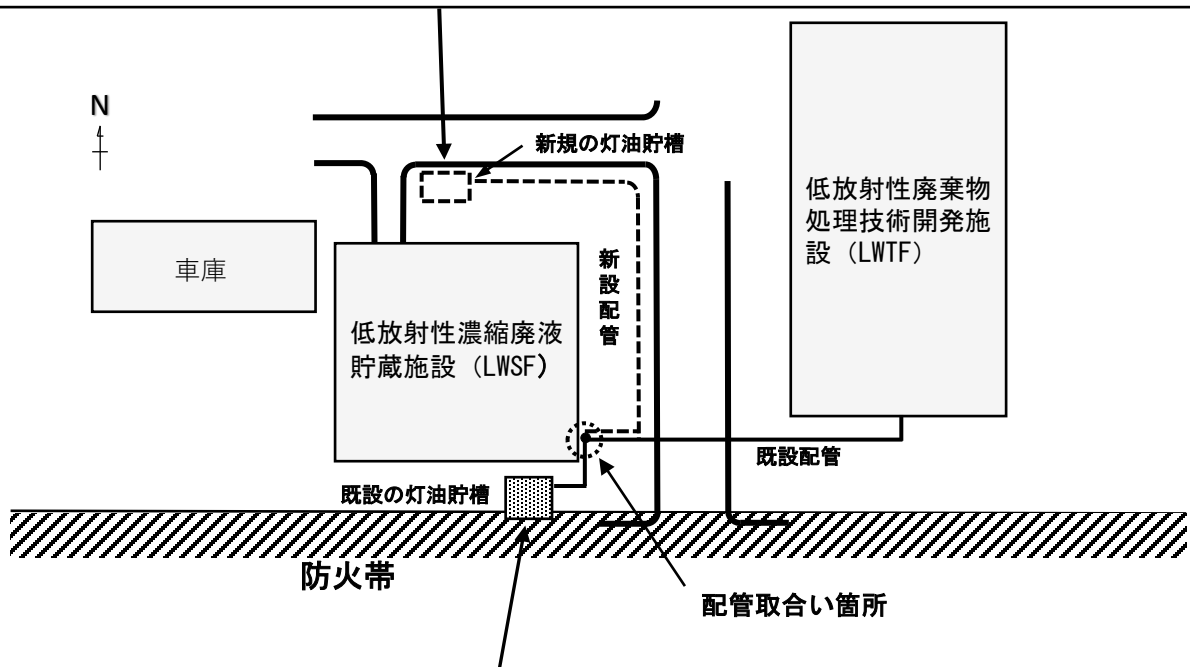 N
新規の灯油貯槽
低放射性廃棄物
処理技術開発施
設（LWTF）
車庫
新設配管
低放射性濃縮廃液
貯蔵施設（LWSF）
既設配管
既設の灯油貯槽
防火帯
配管取合い箇所